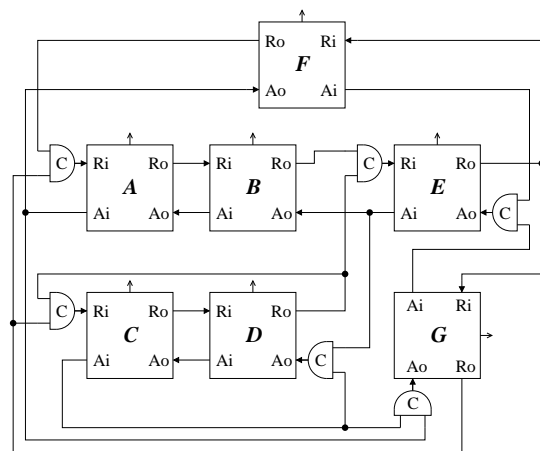 Ro Ri
F
Ao Ai
C Ri Ro Ri Ro C Ri Ro
A B E
Ai Ao Ai Ao Ai Ao C
C Ri Ro Ri Ro Ai Ri
C D G
Ai Ao Ai Ao C Ao Ro
C